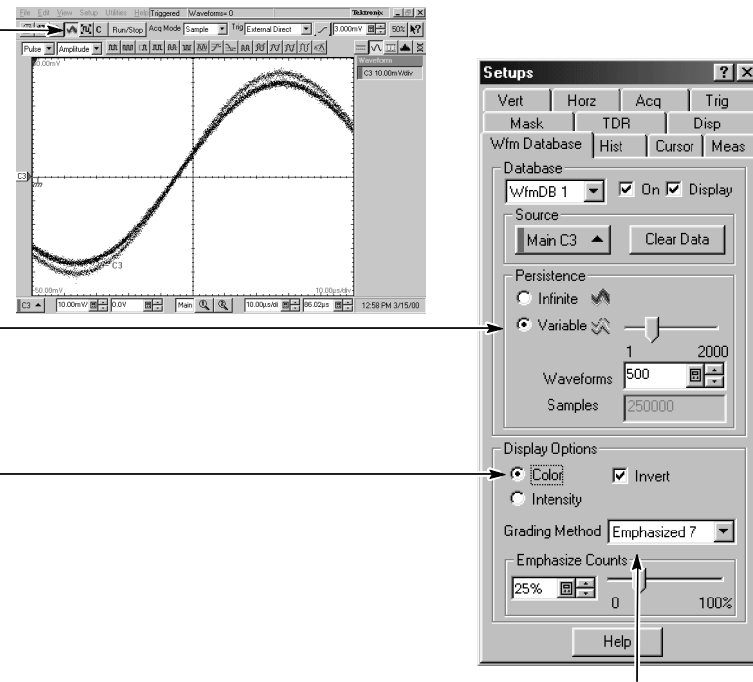 File Edit View Setup Utilities Help Triggered Waveforms= 0 Tektronix
C Run/Stop Acq Mode Sample Trig External Direct 3.000mV 50%
Pulse Amplitude
50.00mV
Waveform
C3 10.00mV/div
C3
C3
-50.00mV
10.00µs/div
C3 10.00mV/ 0.0V Main 10.00µs/di 86.02µs 12:58 PM 3/15/00
Setups
Vert Horz Acq Trig
Mask TDR Disp
Wfm Database Hist Cursor Meas
Database
WfmDB 1 On Display
Source
Main C3 Clear Data
Persistence
Infinite
Variable
1 2000
Waveforms 500
Samples 250000
Display Options
Color Invert
Intensity
Grading Method Emphasized 7
Emphasize Counts
25%
0 100%
Help